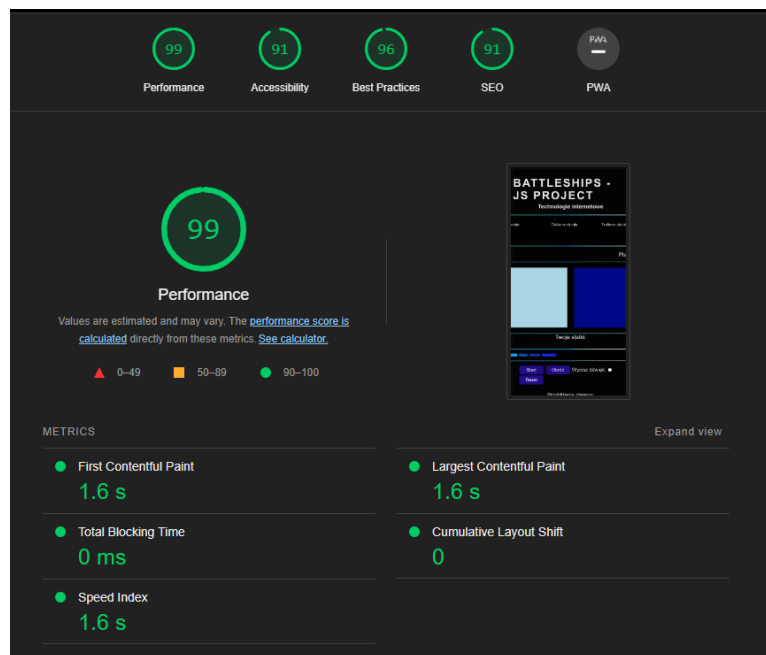 99 91 96 91 PWA
Performance Accessibility Best Practices SEO PWA
99
Performance
Values are estimated and may vary. The performance score is
calculated directly from these metrics. See calculator.
0–49 50–89 90–100
BATTLESHIPS -
JS PROJECT
Technologie internetowe
Twoje statki:
Start Obróć Wycisz dźwięk:
Reset
METRICS Expand view
First Contentful Paint
1.6 s
Largest Contentful Paint
1.6 s
Total Blocking Time
0 ms
Cumulative Layout Shift
0
Speed Index
1.6 s